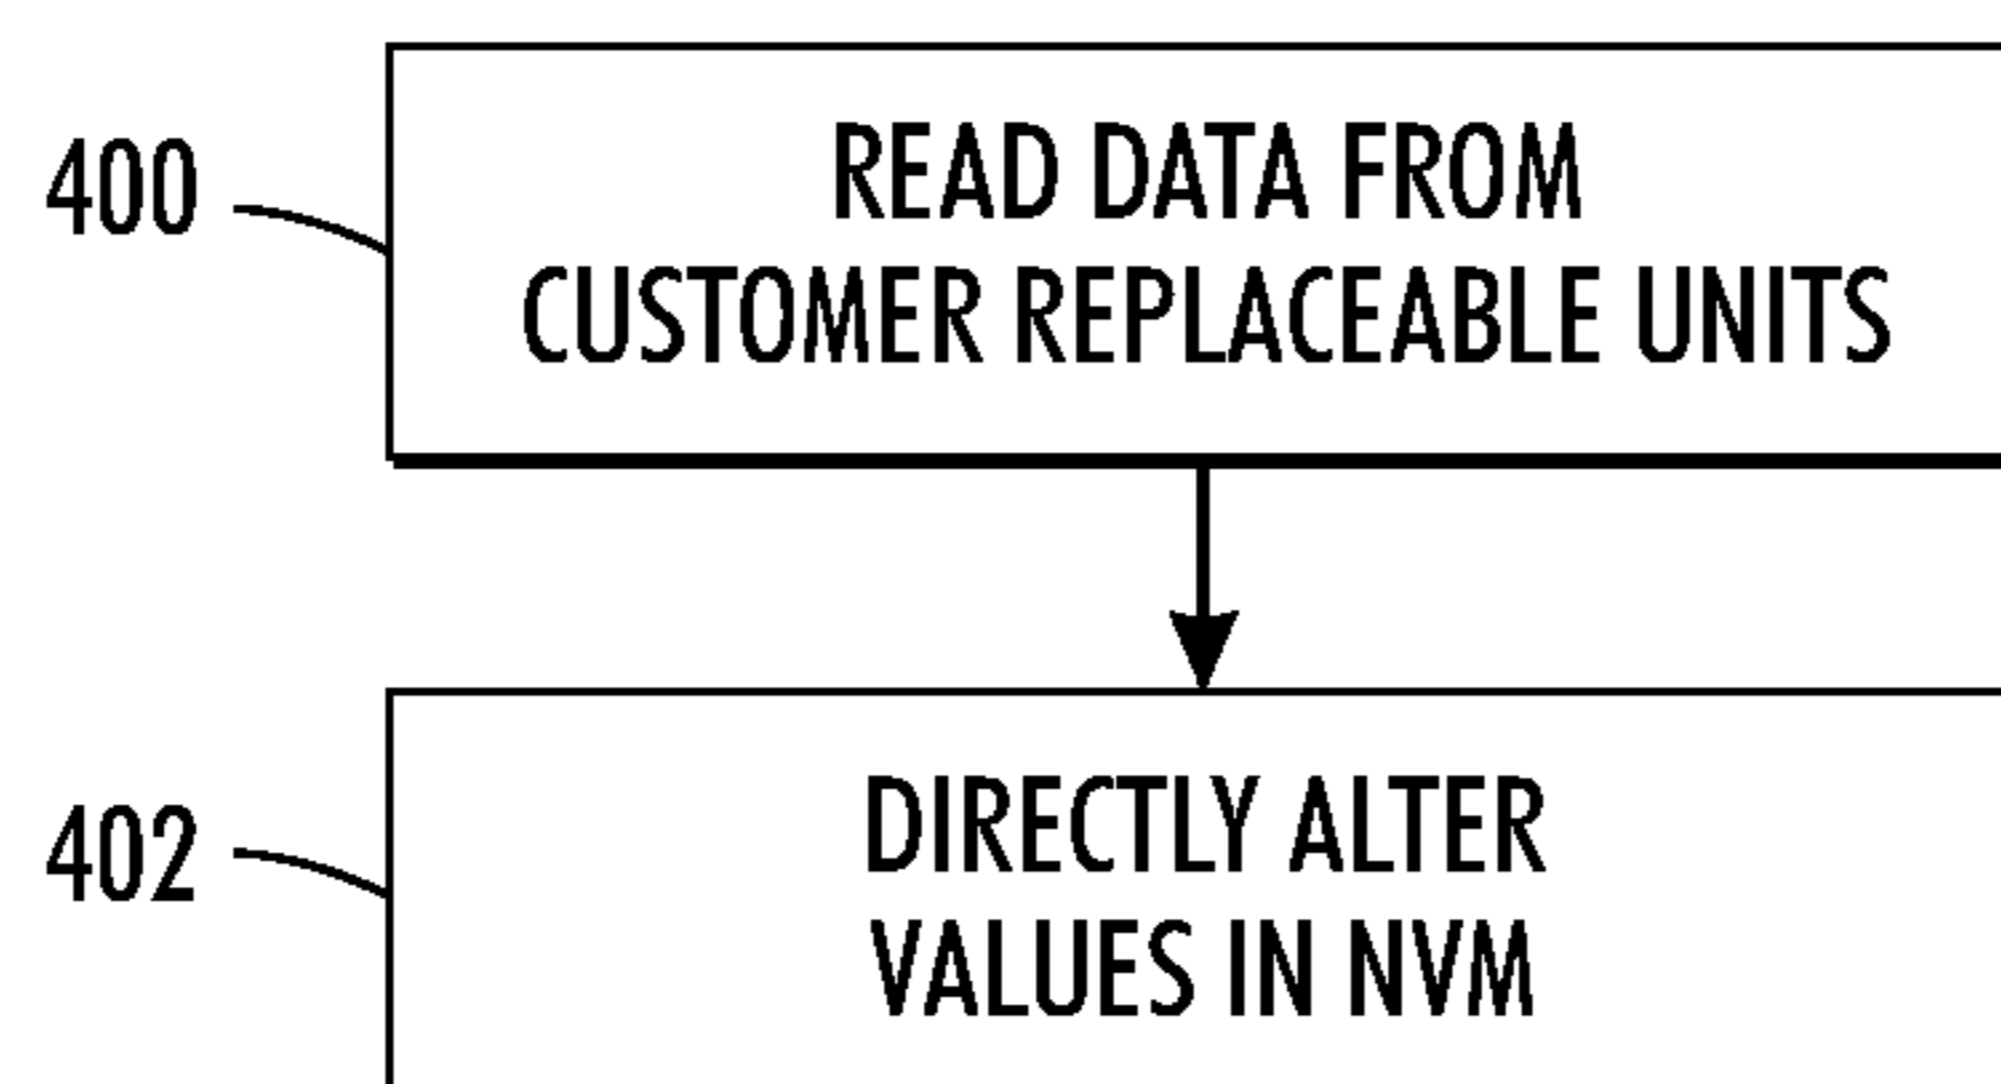 400
READ DATA FROM
CUSTOMER REPLACEABLE UNITS
402
DIRECTLY ALTER
VALUES IN NVM